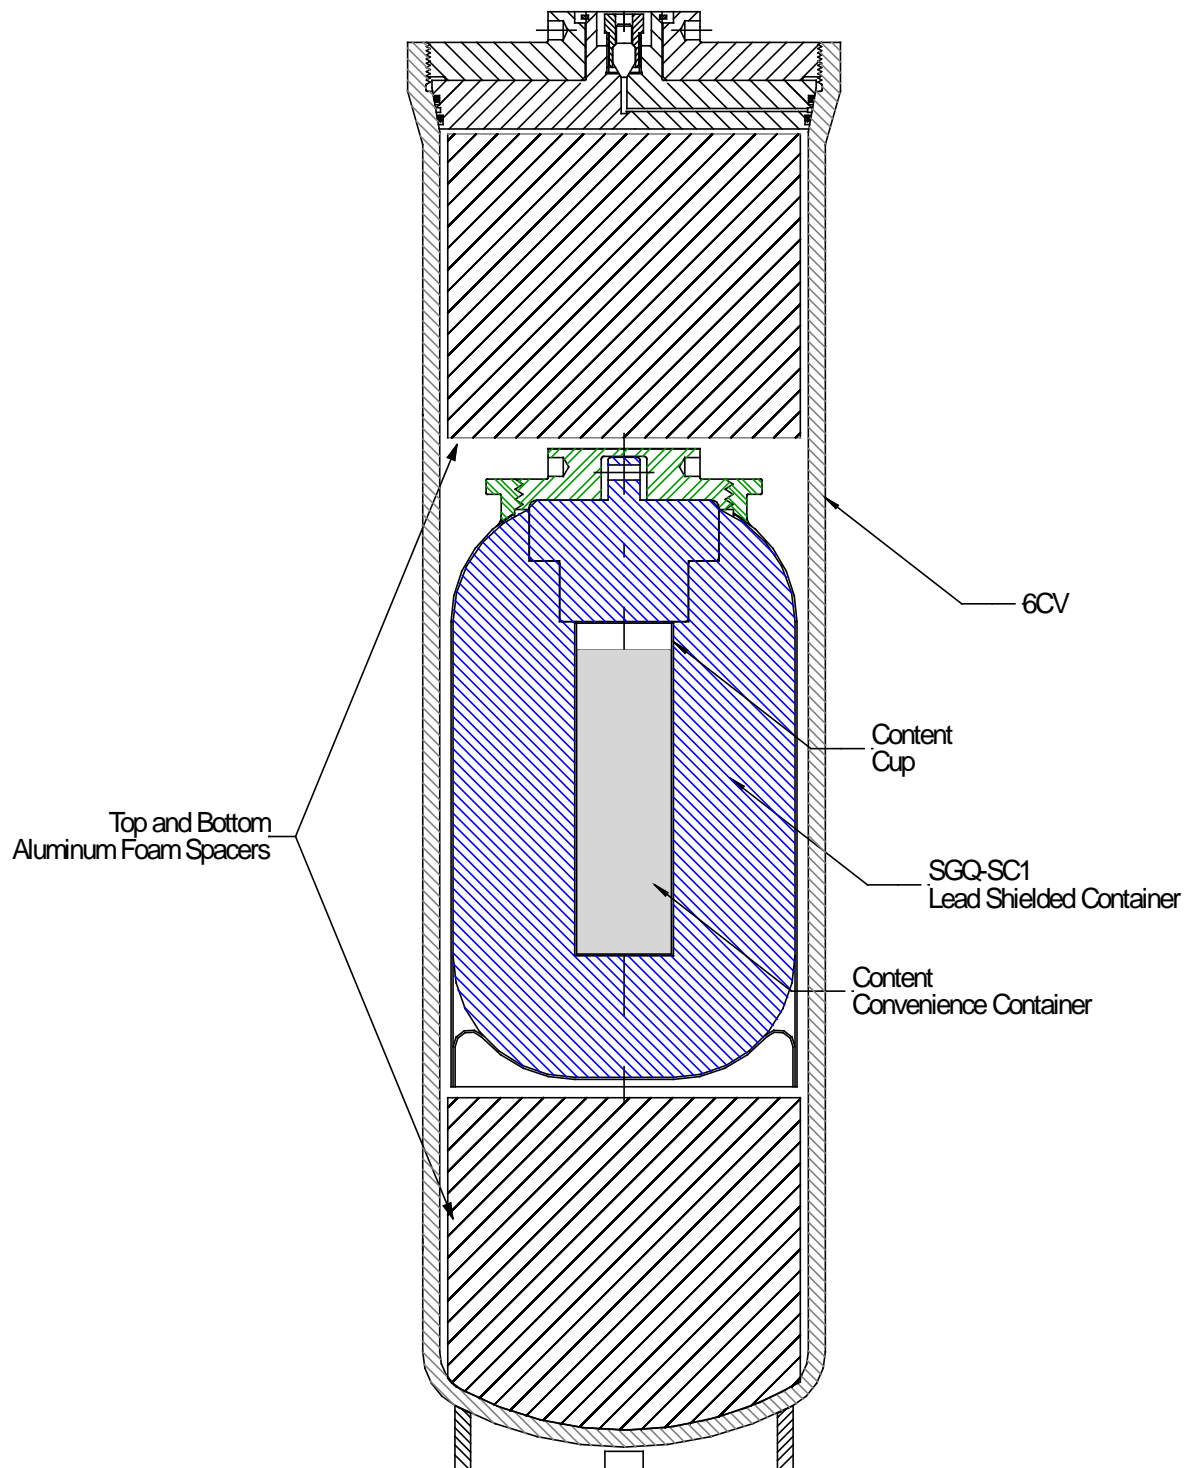 6CV
Content
Cup
Top and Bottom
Aluminum Foam Spacers
SGQ-SC1
Lead Shielded Container
Content
Convenience Container